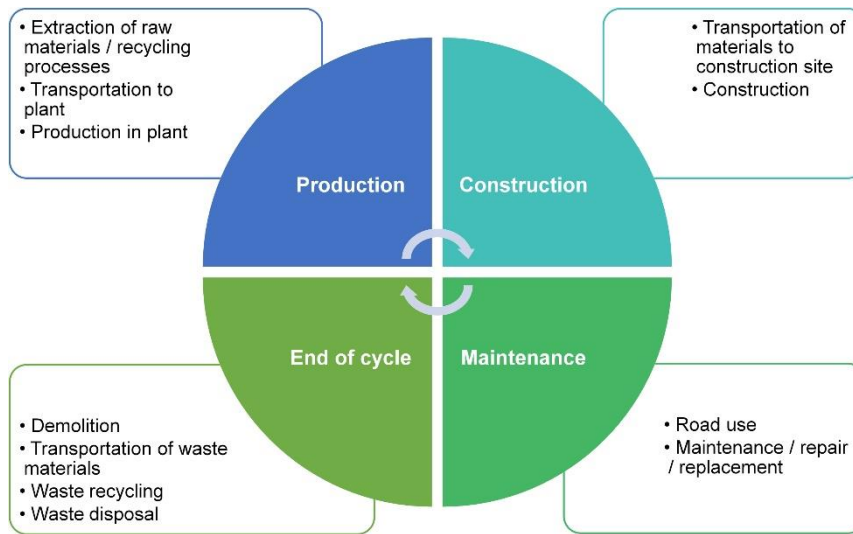 • Extraction of raw
materials / recycling
processes
• Transportation to
plant
• Production in plant
• Transportation of
materials to
construction site
• Construction
Production
Construction
End of cycle
Maintenance
• Demolition
• Transportation of waste
materials
• Waste recycling
• Waste disposal
• Road use
• Maintenance / repair
/ replacement